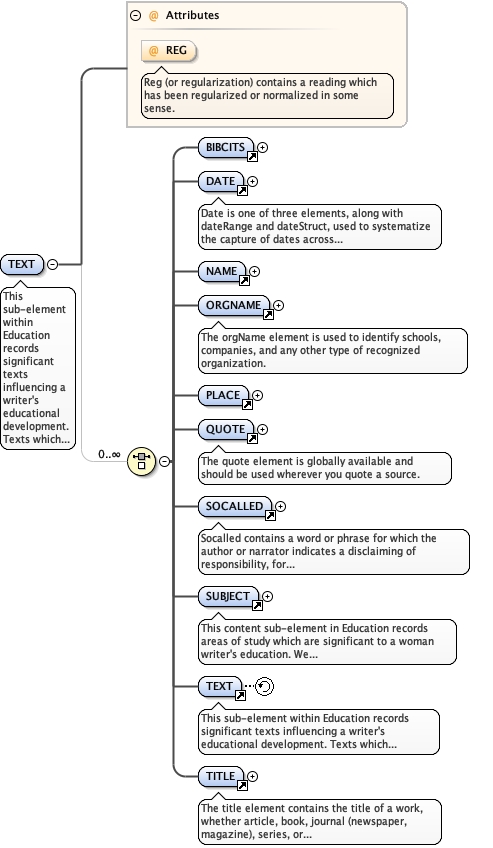 @ Attributes
@ REG
Reg (or regularization) contains a reading which
has been regularized or normalized in some
sense.
BIBCITS
DATE
Date is one of three elements, along with
dateRange and dateStruct, used to systematize
the capture of dates across...
TEXT
This
sub-element
within
Education
records
significant
texts
influencing a
writer's
educational
development.
Texts which...
0..∞
NAME
ORGNAME
The orgName element is used to identify schools,
companies, and any other type of recognized
organization.
PLACE
QUOTE
The quote element is globally available and
should be used wherever you quote a source.
SOCALLED
Socalled contains a word or phrase for which the
author or narrator indicates a disclaiming of
responsibility, for...
SUBJECT
This content sub-element in Education records
areas of study which are significant to a woman
writer's education. We...
TEXT
This sub-element within Education records
significant texts influencing a writer's
educational development. Texts which...
TITLE
The title element contains the title of a work,
whether article, book, journal (newspaper,
magazine), series, or...